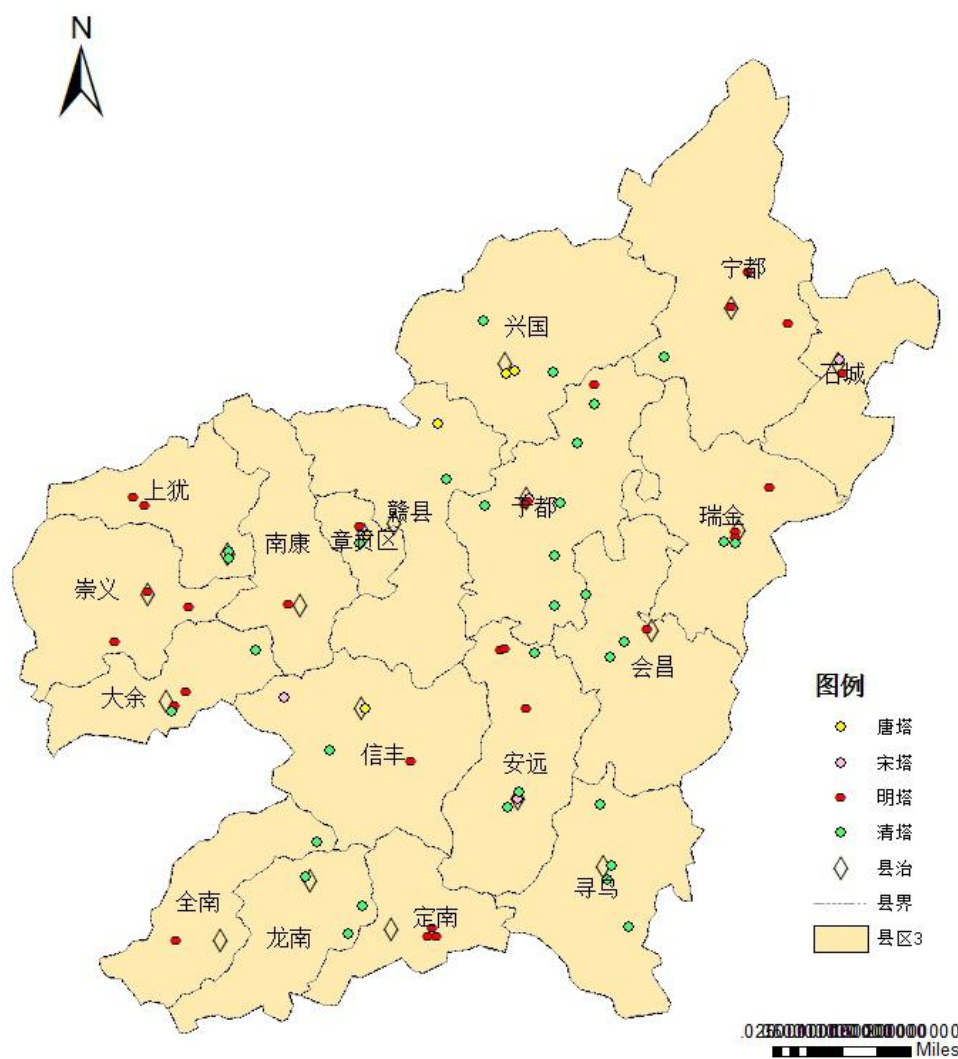 N
宁都
兴国
石城
上犹
赣县
于都
瑞金
南康
章贡区
崇义
会昌
大余
信丰
安远
寻乌
全南
定南
龙南
图例
唐塔
宋塔
明塔
清塔
县治
县界
县区3
Miles